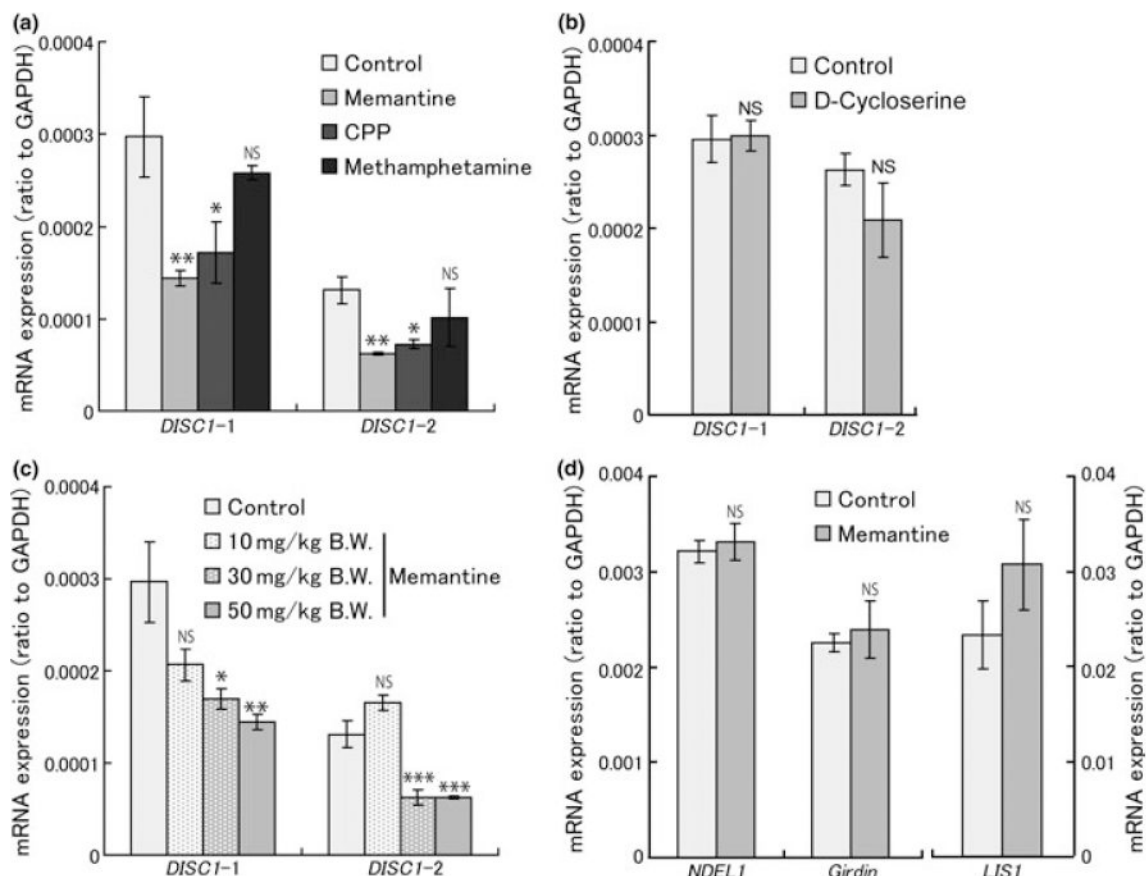 (a)
mRNA expression (ratio to GAPDH)
0.0004
0.0003
0.0002
0.0001
0
Control
Memantine
CPP
Methamphetamine
**
*
NS
**
*
NS
DISC1-1
DISC1-2
(b)
mRNA expression (ratio to GAPDH)
0.0004
0.0003
0.0002
0.0001
0
Control
D-Cycloserine
NS
NS
DISC1-1
DISC1-2
(c)
mRNA expression (ratio to GAPDH)
0.0004
0.0003
0.0002
0.0001
0
Control
10 mg/kg B.W.
30 mg/kg B.W.
50 mg/kg B.W.
Memantine
NS
*
**
NS
***
***
DISC1-1
DISC1-2
(d)
mRNA expression (ratio to GAPDH)
0.004
0.003
0.002
0.001
0
Control
Memantine
NS
NS
NS
NDEL1
Girdin
LIS1
0.04
0.03
0.02
0.01
0
mRNA expression (ratio to GAPDH)